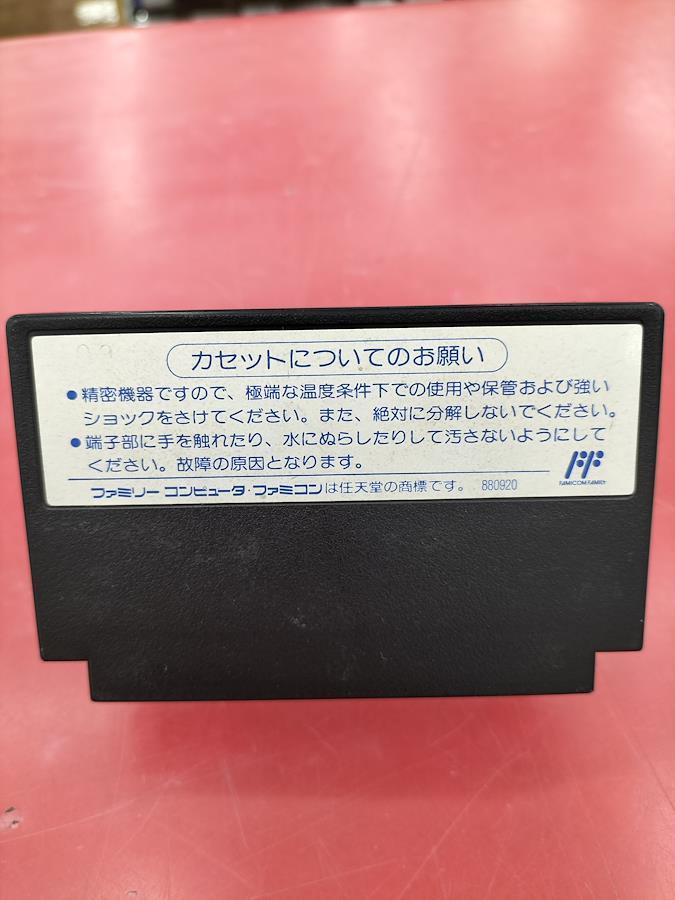 カセットについてのお願い
●精密機器ですので、極端な温度条件下での使用や保管および強い
ショックをさけてください。また、絶対に分解しないでください。
●端子部に手を触れたり、水にぬらしたりして汚さないようにして
ください。故障の原因となります。
ファミリーコンピュータ・ファミコンは任天堂の商標です。 880920
FAMICOM FAMILY